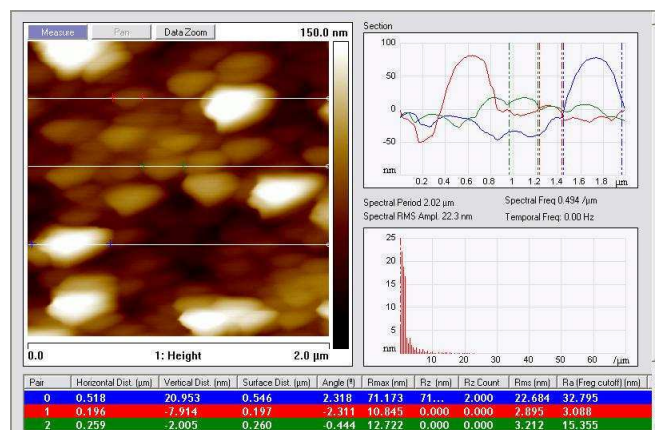 Measure Pan Data Zoom 150.0 nm
0.0 1: Height 2.0 µm
Section
100
50
0
-50
nm
0.2 0.4 0.6 0.8 1 1.2 1.4 1.6 1.8 µm
Spectral Period 2.02 µm Spectral Freq 0.494 /µm
Spectral RMS Ampl. 22.3 nm Temporal Freq: 0.00 Hz
25
20
15
10
5
nm
10 20 30 40 50 60 /µm
Pair Horizontal Dist. (µm) Vertical Dist. (nm) Surface Dist. (µm) Angle (°) Rmax (nm) Rz (nm) Rz Count Rms (nm) Ra (Freq cutoff) (nm)
0 0.518 20.953 0.546 2.318 71.173 71... 2.000 22.684 32.795
1 0.196 -7.914 0.197 -2.311 10.845 0.000 0.000 2.895 3.088
2 0.259 -2.005 0.260 -0.444 12.722 0.000 0.000 3.212 15.355